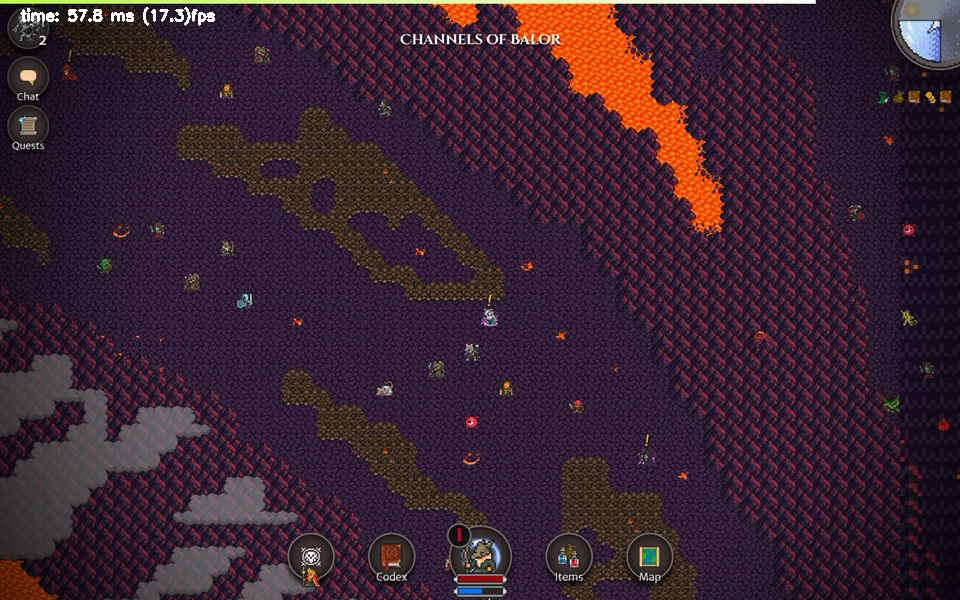 time: 57.8 ms (17.3)fps
CHANNELS OF BALOR
2
Chat
Quests
Codex
Items
Map